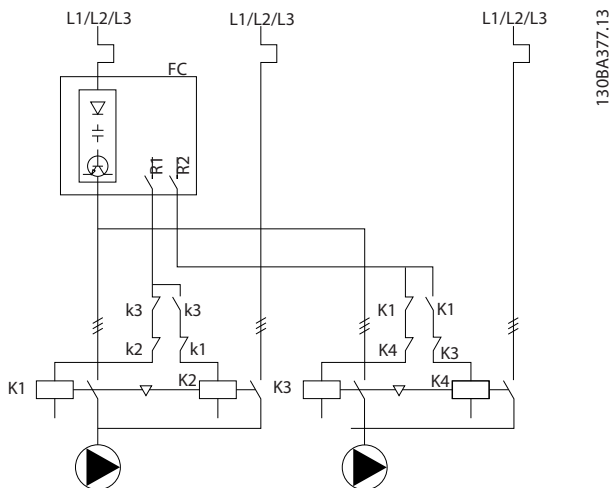 L1/L2/L3
L1/L2/L3
L1/L2/L3
130BA377.13
FC
R1
R2
k3
k3
K1
K1
k2
k1
K4
K3
K1
K2
K3
K4